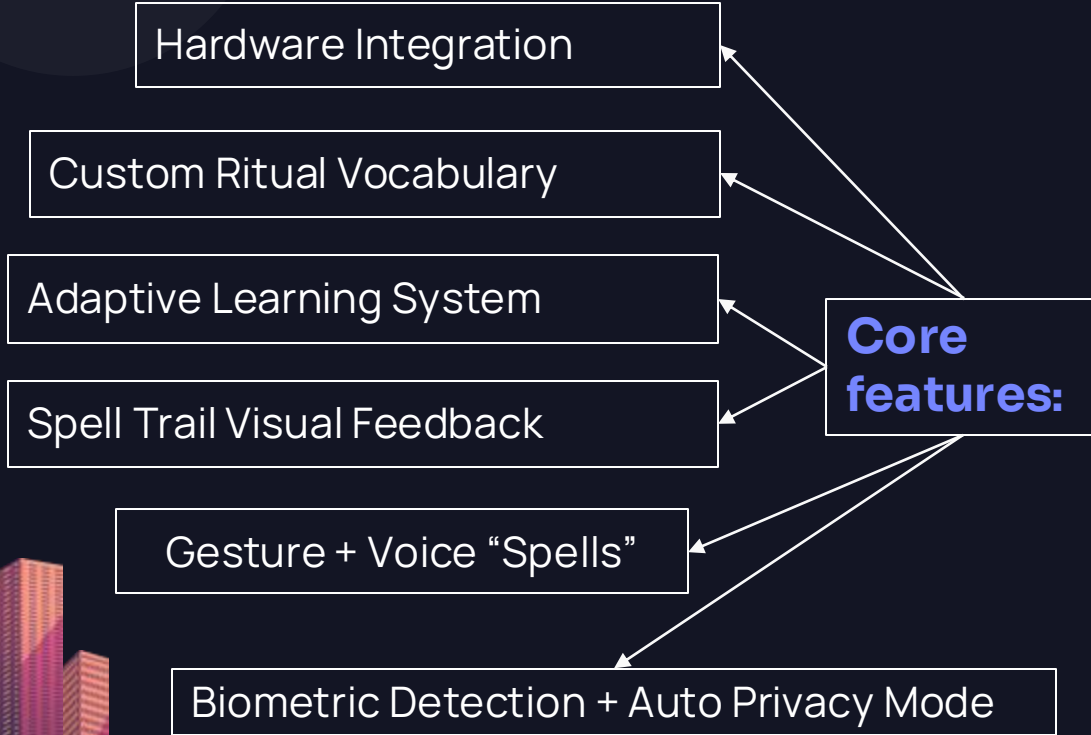 Hardware Integration
Custom Ritual Vocabulary
Adaptive Learning System
Core
features:
Spell Trail Visual Feedback
Gesture + Voice “Spells”
Biometric Detection + Auto Privacy Mode